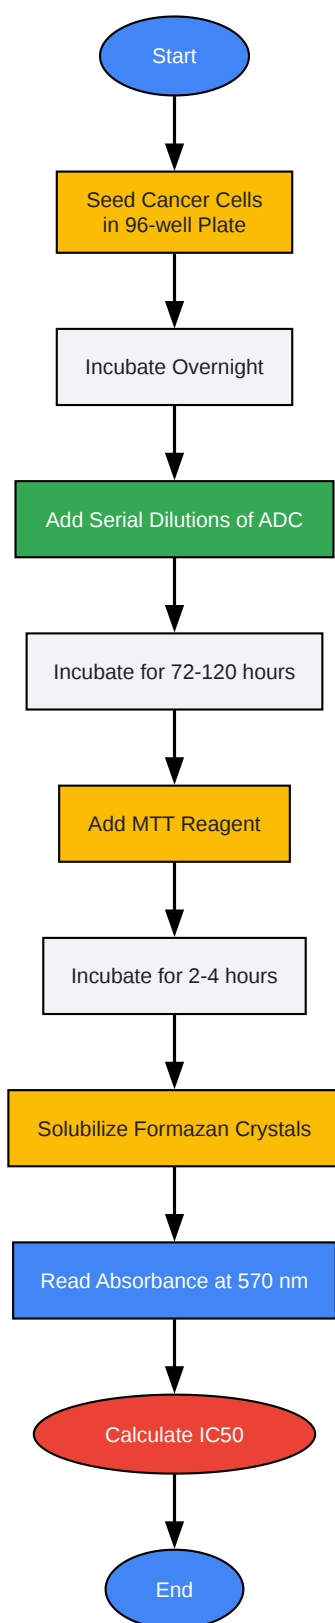 Start
Seed Cancer Cells
in 96-well Plate
Incubate Overnight
Add Serial Dilutions of ADC
Incubate for 72-120 hours
Add MTT Reagent
Incubate for 2-4 hours
Solubilize Formazan Crystals
Read Absorbance at 570 nm
Calculate IC50
End